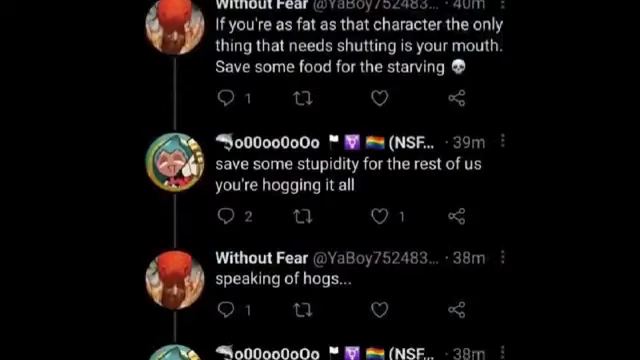 Without Fear @YaBoy752483... · 40m
If you're as fat as that character the only
thing that needs shutting is your mouth.
Save some food for the starving 💀
1
🦈o00oo0oOo 🏳 ⚧ 🏳️‍🌈 (NSF... · 39m
save some stupidity for the rest of us
you're hogging it all
2 1
Without Fear @YaBoy752483... · 38m
speaking of hogs...
1
🦈o00oo0oOo 🏳 ⚧ 🏳️‍🌈 (NSF... · 38m